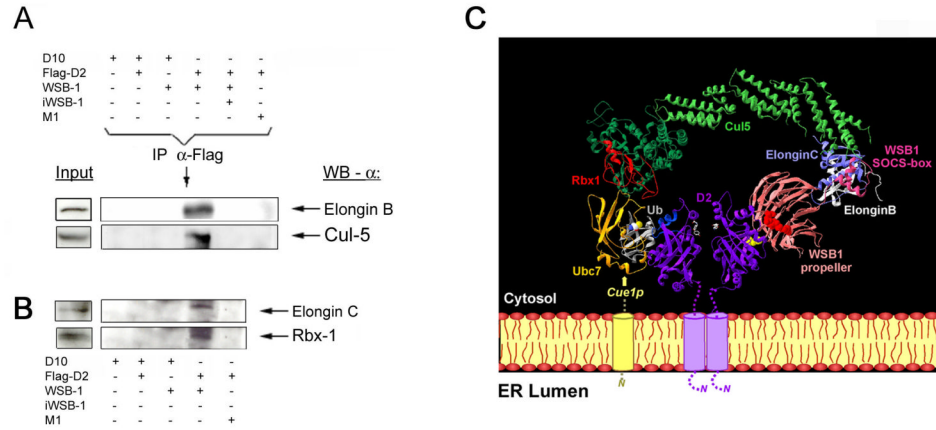 A
D10 + + + - - -
Flag-D2 - + - + + +
WSB-1 - - + + + -
iWSB-1 - - - - + -
M1 - - - - - +
IP α-Flag
Input
WB - α:
Elongin B
Cul-5
B
Elongin C
Rbx-1
D10 + + + - -
Flag-D2 - + - + +
WSB-1 - - + + -
iWSB-1 - - - - -
M1 - - - - +
C
Cul5
ElonginC
WSB1
SOCS-box
Rbx1
D2
Ub
ElonginB
WSB1
propeller
Ubc7
Cue1p
Cytosol
N
N
N
ER Lumen